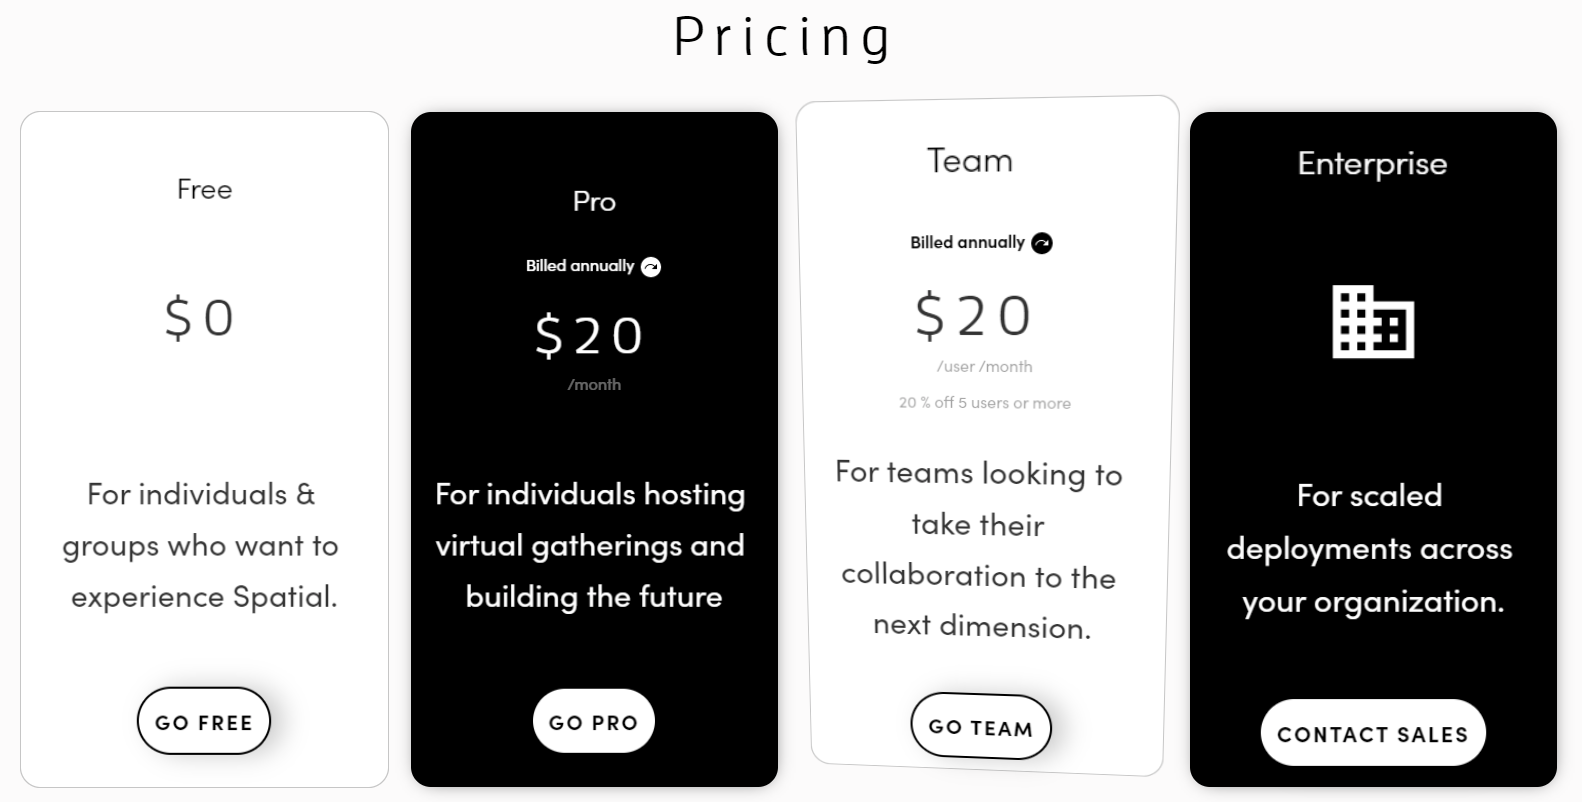 Pricing
Free
$0
For individuals &
groups who want to
experience Spatial.
GO FREE
Pro
Billed annually
$20
/month
For individuals hosting
virtual gatherings and
building the future
GO PRO
Team
Billed annually
$20
/user /month
20 % off 5 users or more
For teams looking to
take their
collaboration to the
next dimension.
GO TEAM
Enterprise
For scaled
deployments across
your organization.
CONTACT SALES